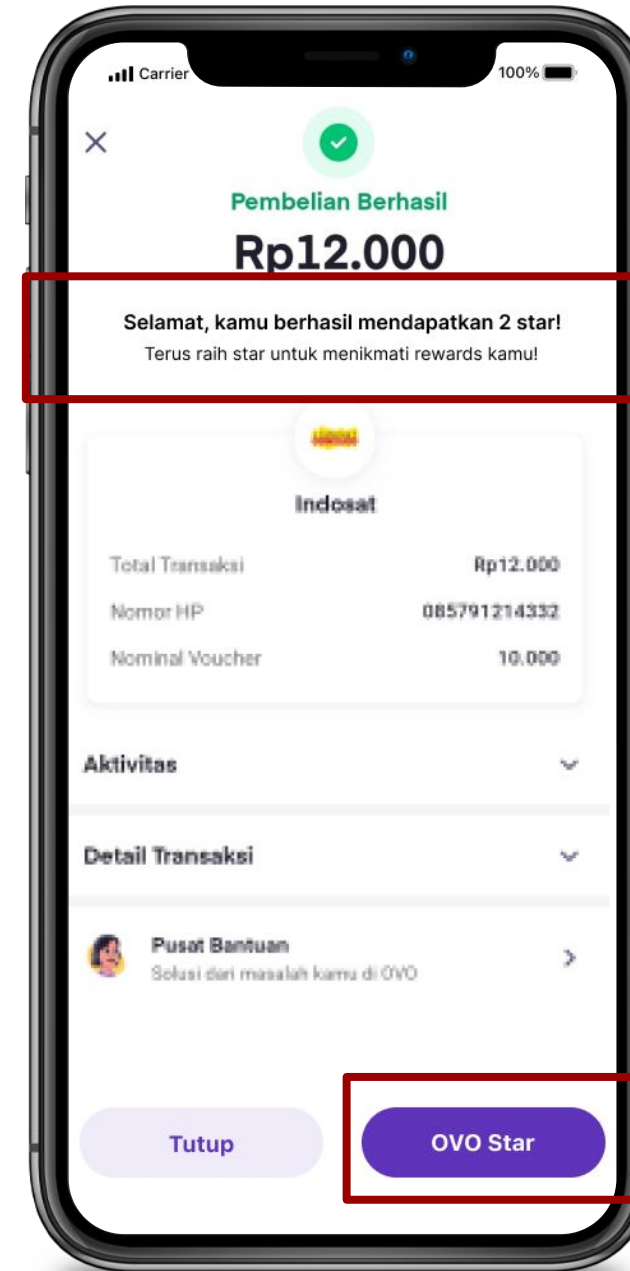 Carrier 100%
Pembelian Berhasil
Rp12.000
Selamat, kamu berhasil mendapatkan 2 star!
Terus raih star untuk menikmati rewards kamu!
Indosat
Total Transaksi Rp12.000
Nomor HP 085791214332
Nominal Voucher 10.000
Aktivitas
Detail Transaksi
Pusat Bantuan
Solusi dari masalah kamu di OVO
Tutup OVO Star